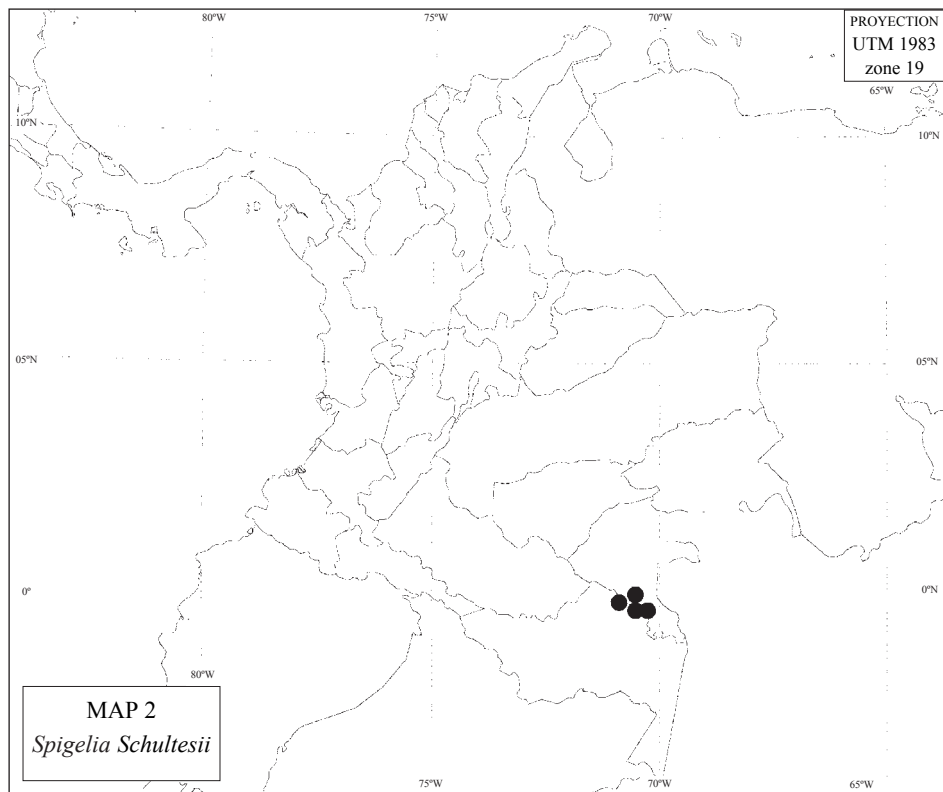 80ºW 75ºW 70ºW
PROYECTION
UTM 1983
zone 19
65ºW
10ºN 10ºN
05ºN 05ºN
0º 0ºN
80ºW
MAP 2
Spigelia Schultesii
75ºW 70ºW 65ºW